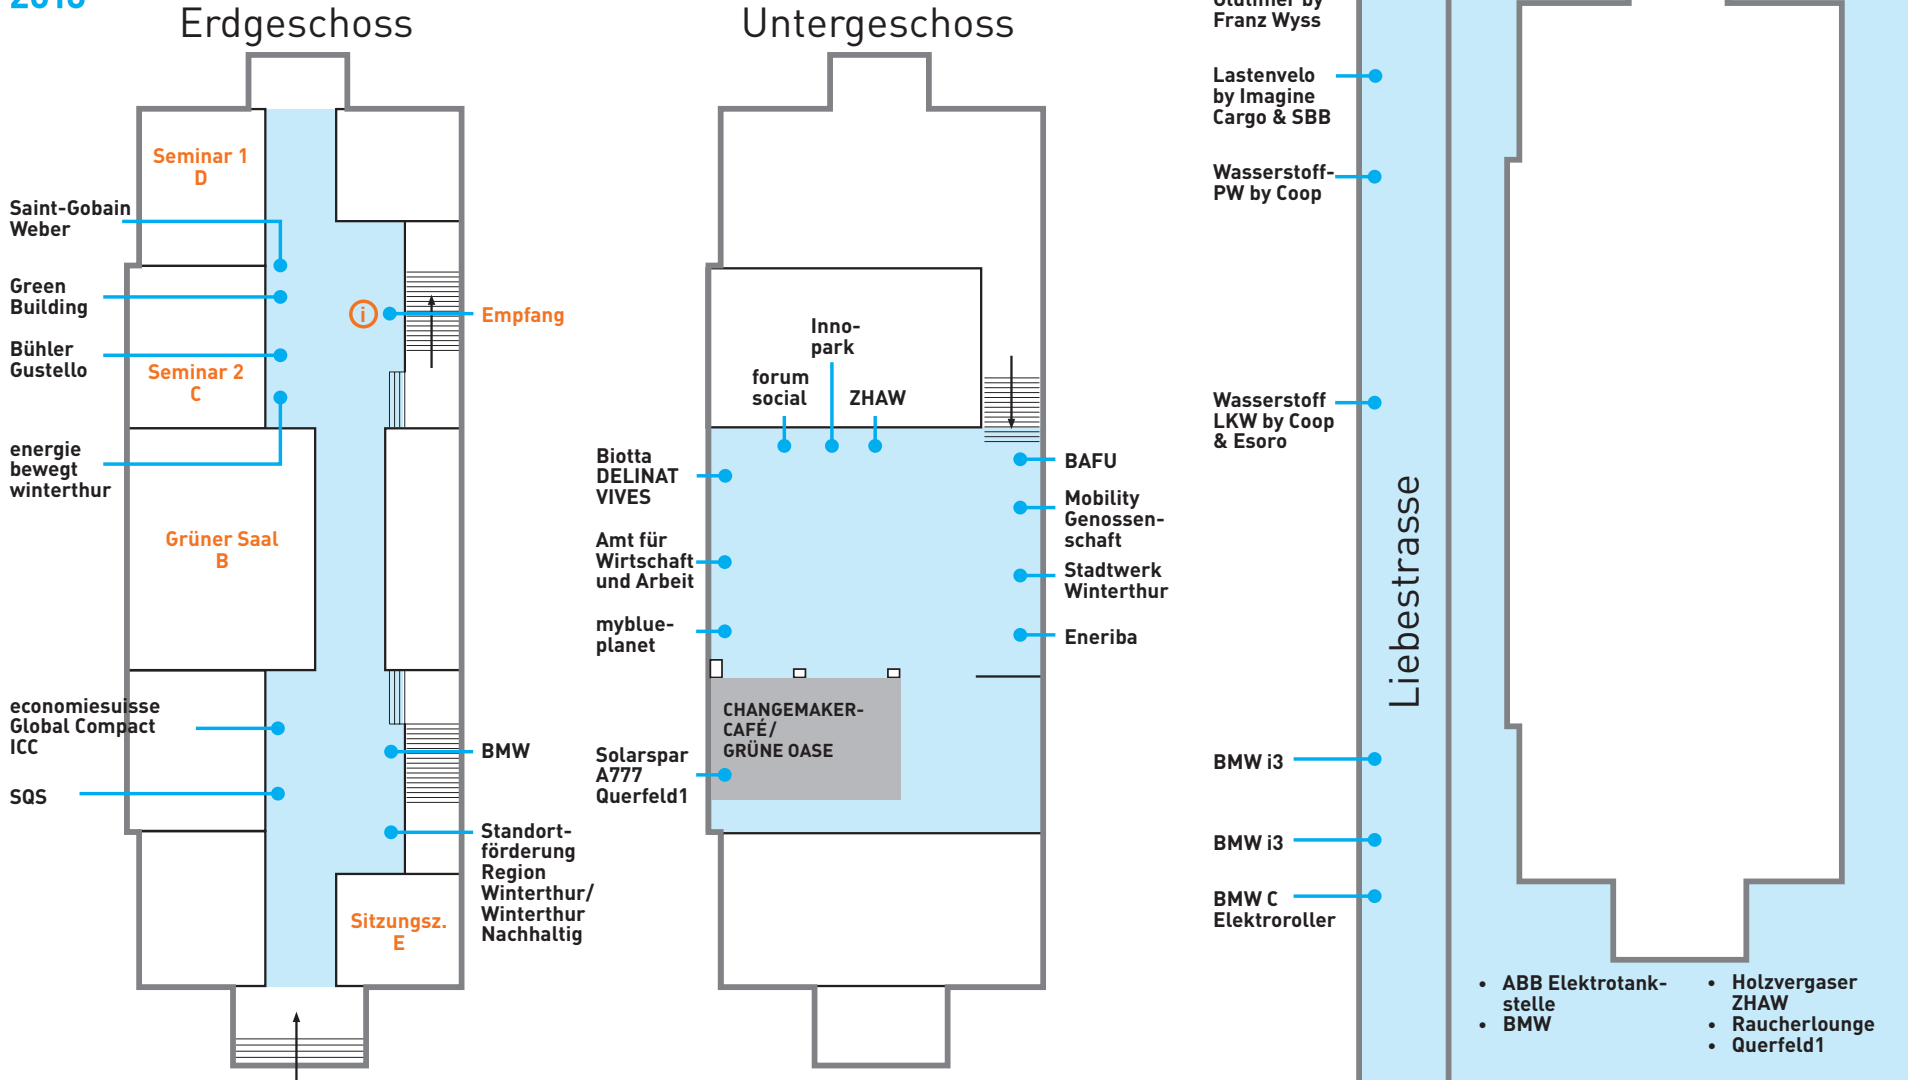 Erdgeschoss
Seminar 1
D
Saint-Gobain
Weber
Green
Building
Bühler
Gustello
Seminar 2
C
energie
bewegt
winterthur
i
Empfang
Grüner Saal
B
economiesuisse
Global Compact
ICC
SQS
BMW
Standort-
förderung
Region
Winterthur/
Winterthur
Nachhaltig
Sitzungsz.
E
Untergeschoss
Inno-
park
forum
social
ZHAW
Biotta
DELINAT
VIVES
Amt für
Wirtschaft
und Arbeit
myblue-
planet
BAFU
Mobility
Genossen-
schaft
Stadtwerk
Winterthur
Eneriba
CHANGEMAKER-
CAFÉ/
GRÜNE OASE
Solarspar
A777
Querfeld1
Franz Wyss
Lastenvelo
by Imagine
Cargo & SBB
Wasserstoff-
PW by Coop
Wasserstoff
LKW by Coop
& Esoro
Liebestrasse
BMW i3
BMW i3
BMW C
Elektroroller
• ABB Elektrotank-
stelle
• BMW
• Holzvergaser
ZHAW
• Raucherlounge
• Querfeld1